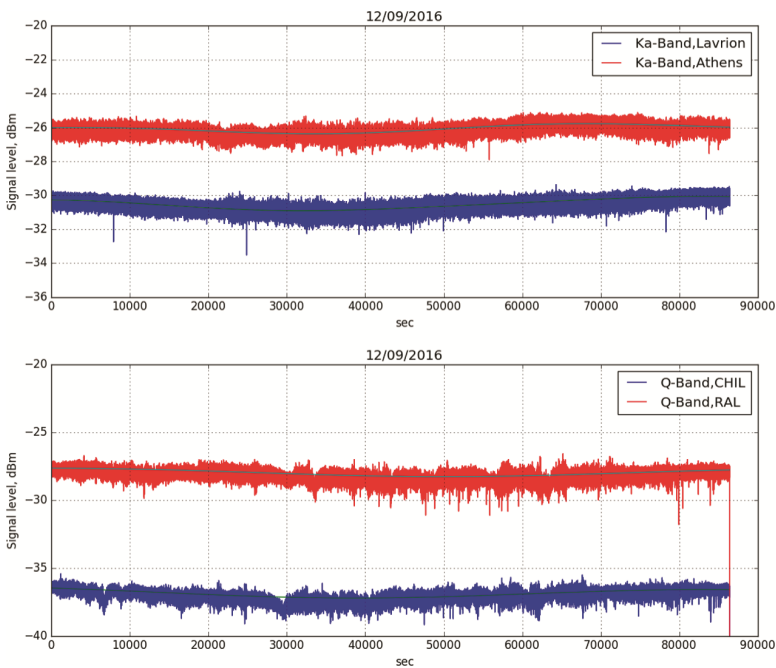 12/09/2016
−20
−22
−24
−26
−28
−30
−32
−34
−36
Signal level, dBm
Ka-Band,Lavrion
Ka-Band,Athens
0 10000 20000 30000 40000 50000 60000 70000 80000 90000
sec
12/09/2016
−20
−25
−30
−35
−40
Signal level, dBm
Q-Band,CHIL
Q-Band,RAL
0 10000 20000 30000 40000 50000 60000 70000 80000 90000
sec